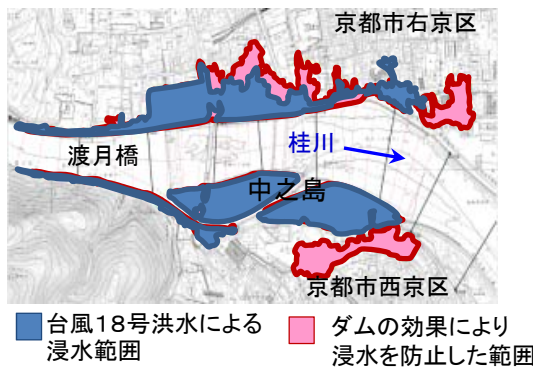 京都市右京区
桂川
渡月橋
中之島
京都市西京区
台風18号洪水による
浸水範囲
ダムの効果により
浸水を防止した範囲